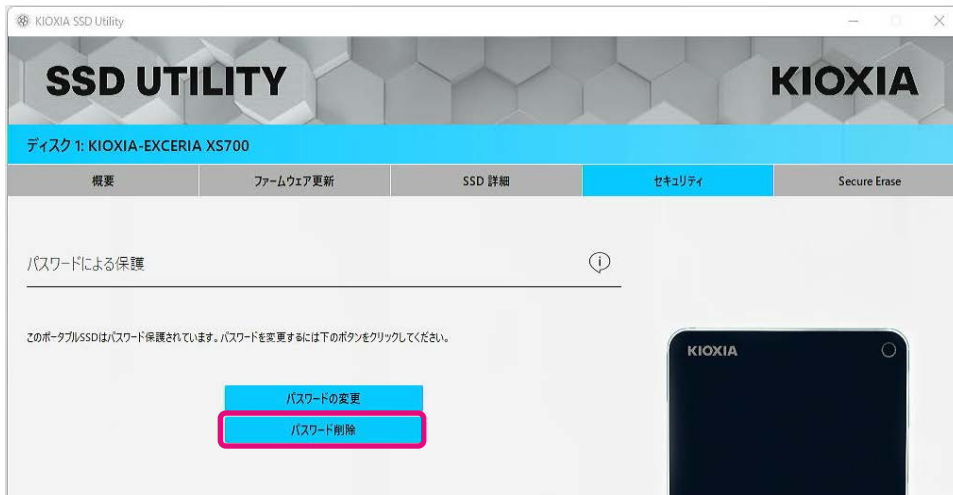 KIOXIA SSD Utility
SSD UTILITY
KIOXIA
ディスク 1: KIOXIA-EXCERIA XS700
概要 ファームウェア更新 SSD 詳細 セキュリティ Secure Erase
パスワードによる保護
このポータブルSSDはパスワード保護されています。パスワードを変更するには下のボタンをクリックしてください。
KIOXIA
パスワードの変更
パスワード削除